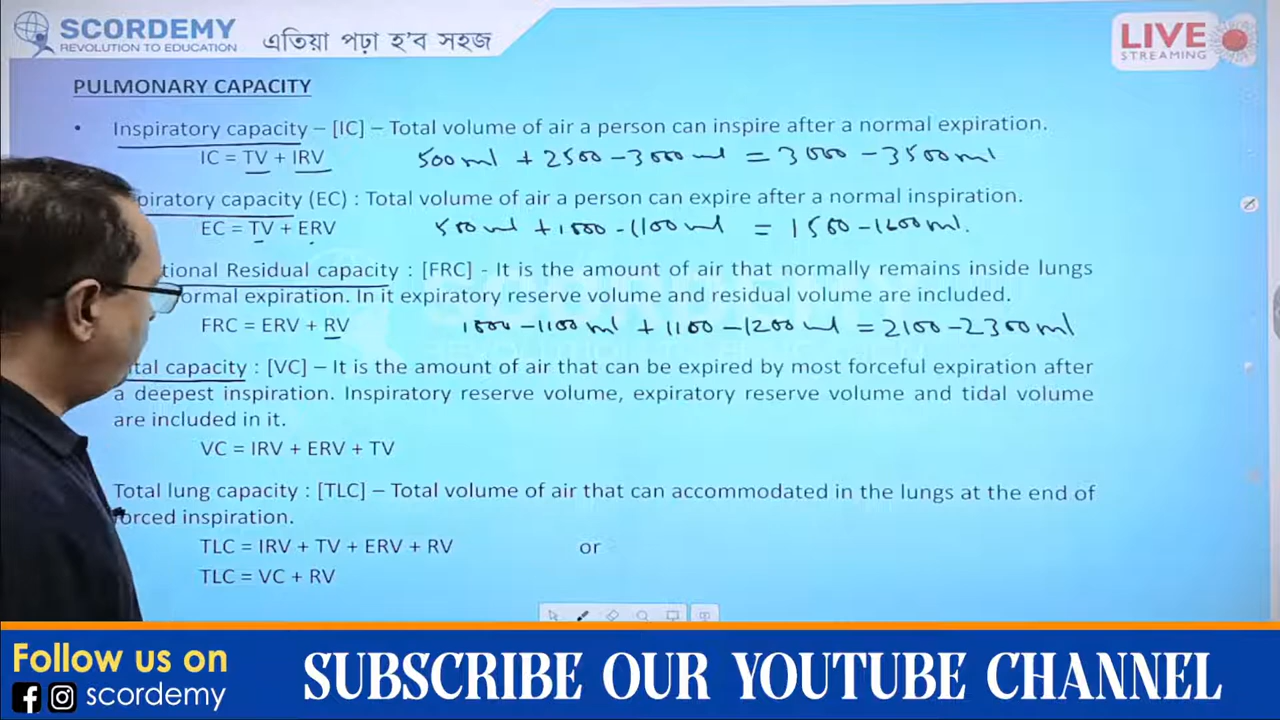 SCORDEMY
REVOLUTION TO EDUCATION
এতিয়া পঢ়া হ'ব সহজ
LIVE
STREAMING
PULMONARY CAPACITY
• Inspiratory capacity – [IC] – Total volume of air a person can inspire after a normal expiration.
IC = TV + IRV 500ml + 2500 - 3000 ml = 3000 - 3500ml
piratory capacity (EC) : Total volume of air a person can expire after a normal inspiration.
EC = TV + ERV 500ml + 1000 - 1100ml = 1500 - 1600ml.
tional Residual capacity : [FRC] - It is the amount of air that normally remains inside lungs
ormal expiration. In it expiratory reserve volume and residual volume are included.
FRC = ERV + RV 1000 - 1100ml + 1100 - 1200ml = 2100 - 2300ml
tal capacity : [VC] – It is the amount of air that can be expired by most forceful expiration after
a deepest inspiration. Inspiratory reserve volume, expiratory reserve volume and tidal volume
are included in it.
VC = IRV + ERV + TV
Total lung capacity : [TLC] – Total volume of air that can accommodated in the lungs at the end of
forced inspiration.
TLC = IRV + TV + ERV + RV or
TLC = VC + RV
Follow us on
scordemy
SUBSCRIBE OUR YOUTUBE CHANNEL